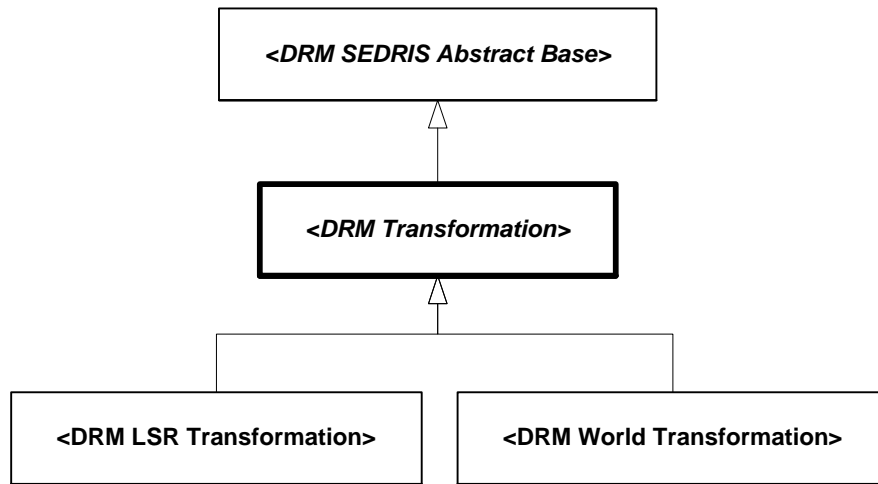 <DRM SEDRIS Abstract Base>
<DRM Transformation>
<DRM LSR Transformation>
<DRM World Transformation>